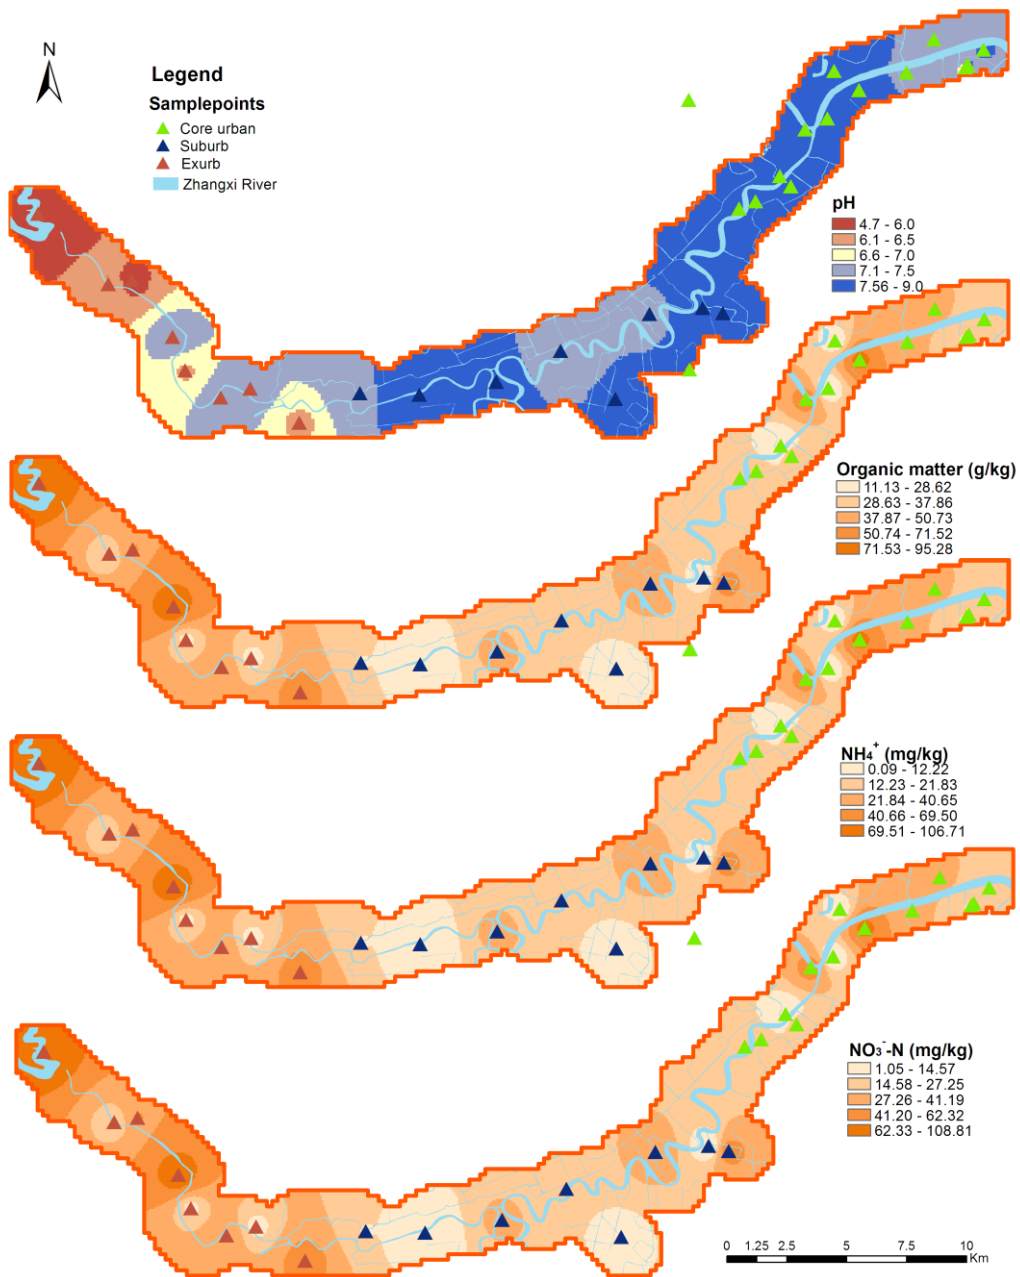 N
Legend
Samplepoints
Core urban
Suburb
Exurb
Zhangxi River
pH
4.7 - 6.0
6.1 - 6.5
6.6 - 7.0
7.1 - 7.5
7.56 - 9.0
Organic matter (g/kg)
11.13 - 28.62
28.63 - 37.86
37.87 - 50.73
50.74 - 71.52
71.53 - 95.28
NH₄⁺ (mg/kg)
0.09 - 12.22
12.23 - 21.83
21.84 - 40.65
40.66 - 69.50
69.51 - 106.71
NO₃⁻-N (mg/kg)
1.05 - 14.57
14.58 - 27.25
27.26 - 41.19
41.20 - 62.32
62.33 - 108.81
0 1.25 2.5 5 7.5 10
Km